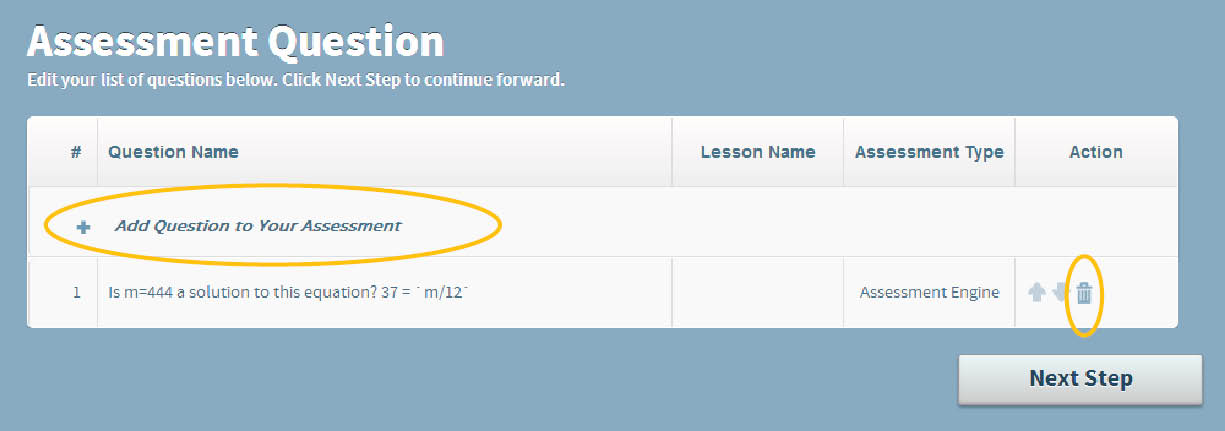 Assessment Question
Edit your list of questions below. Click Next Step to continue forward.
# Question Name Lesson Name Assessment Type Action
+ Add Question to Your Assessment
1 Is m=444 a solution to this equation? 37 = `m/12` Assessment Engine
Next Step